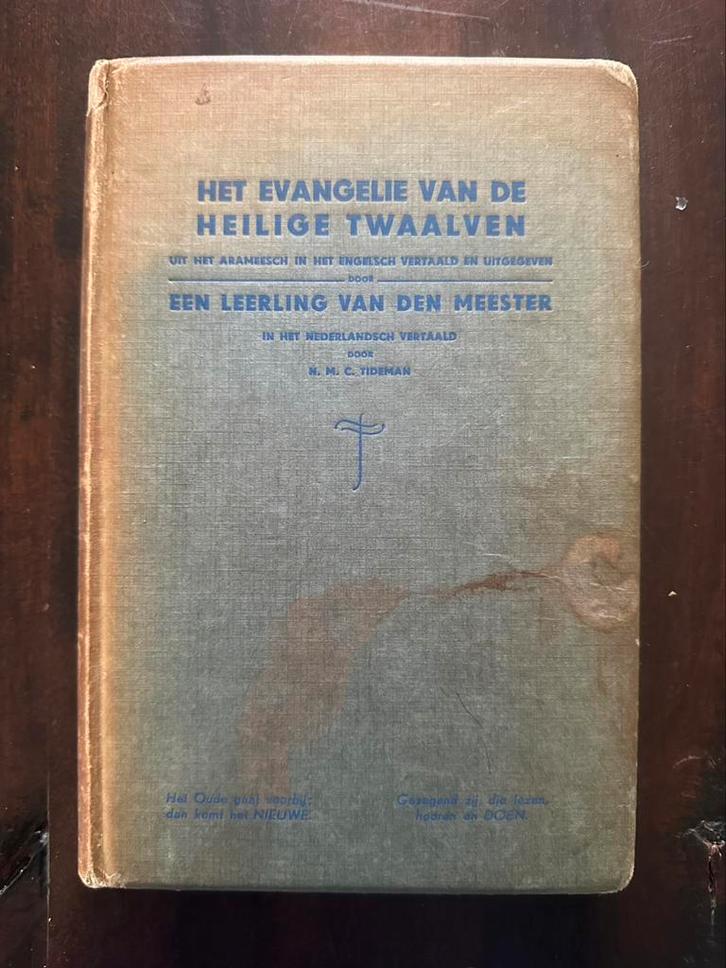 HET EVANGELIE VAN DE
HEILIGE TWAALVEN
UIT HET ARAMEESCH IN HET ENGELSCH VERTAALD EN UITGEGEVEN
DOOR
EEN LEERLING VAN DEN MEESTER
IN HET NEDERLANDSCH VERTAALD
DOOR
N. M. C. TIDEMAN
Het Oude gaat voorbij;
dan komt het NIEUWE.
Gezegend zij, die lezen,
hooren en DOEN.